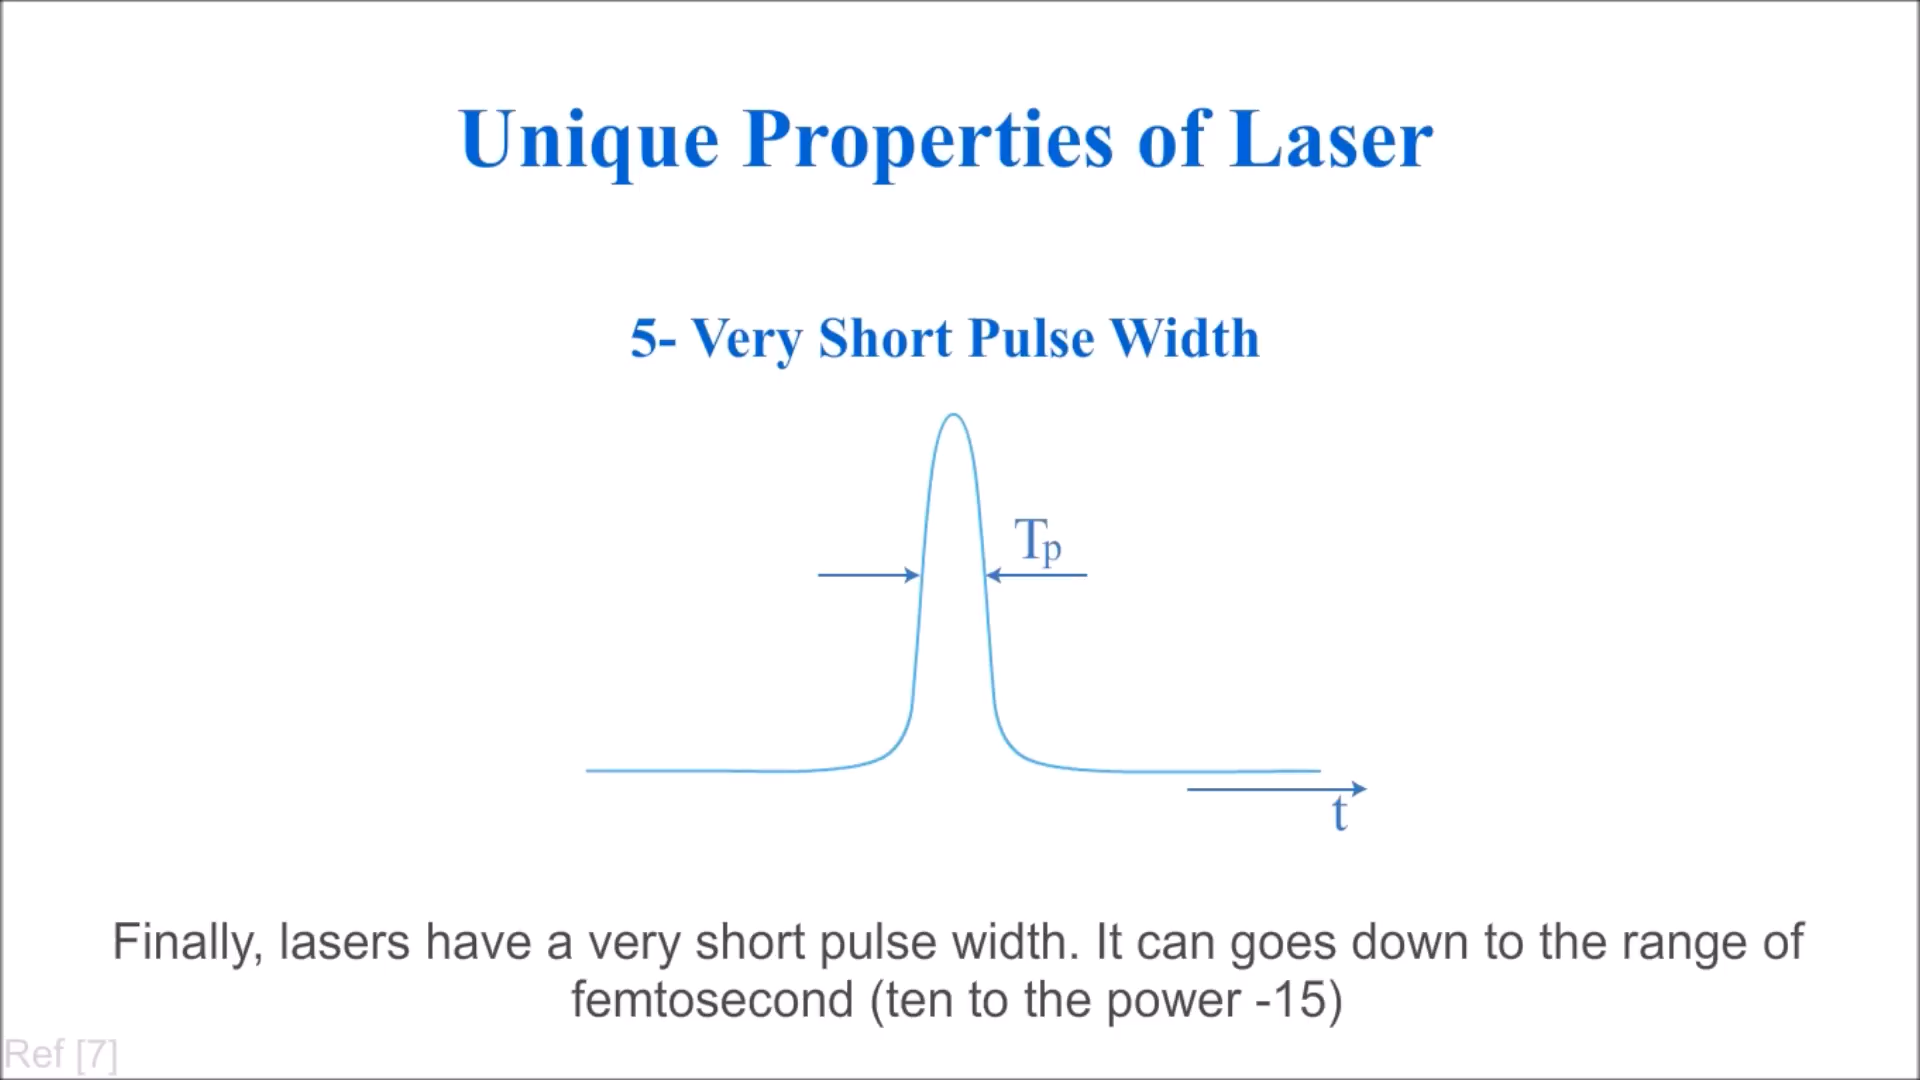 Unique Properties of Laser
5- Very Short Pulse Width
Tp
t
Finally, lasers have a very short pulse width. It can goes down to the range of
femtosecond (ten to the power -15)
Ref [7]